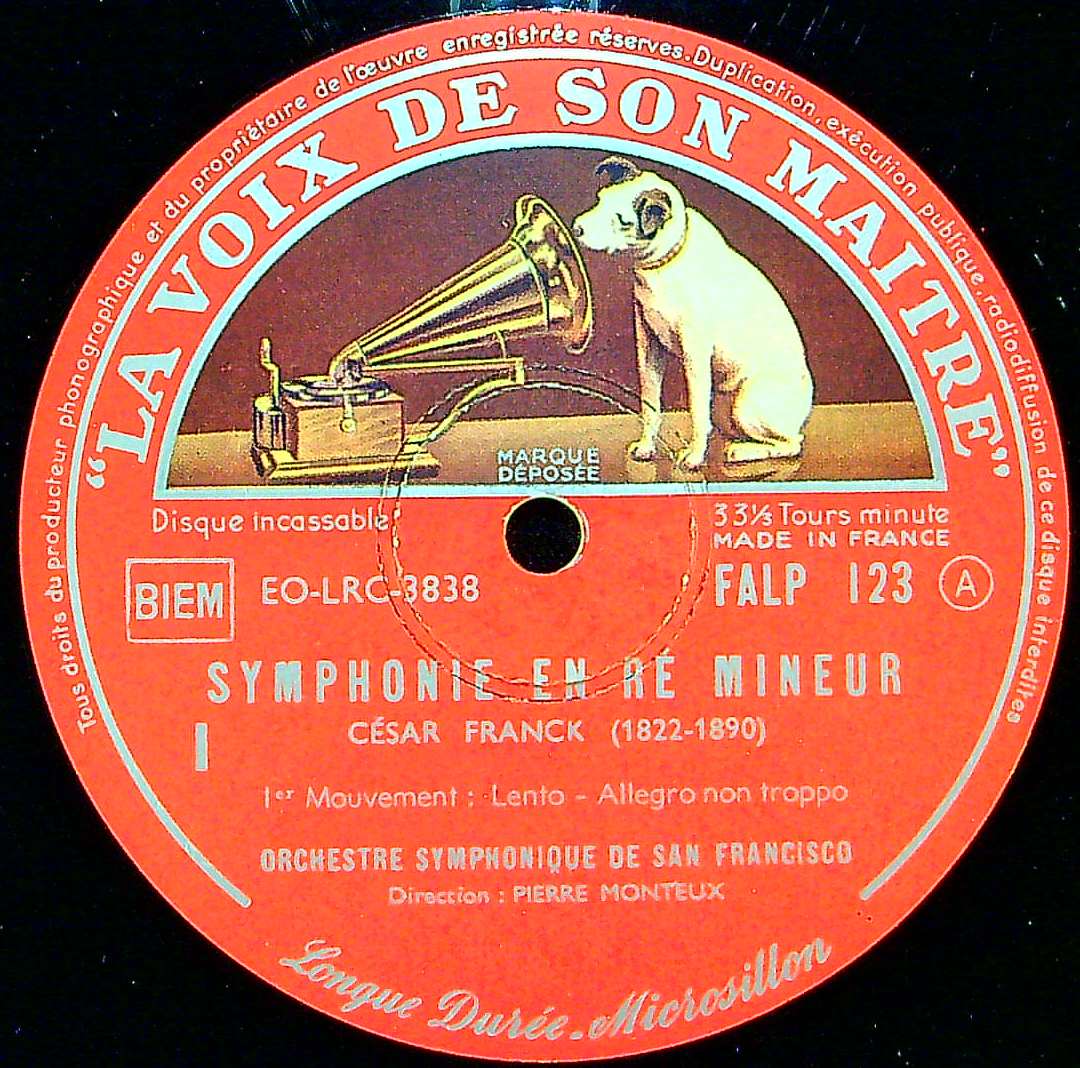 Tous droits du producteur phonographique et du propriétaire de l'œuvre enregistrée réserves. Duplication, exécution publique, radiodiffusion de ce disque interdites
“LA VOIX DE SON MAITRE”
MARQUE
DÉPOSÉE
Disque incassable
33⅓ Tours minute
MADE IN FRANCE
BIEM
EO-LRC-3838
FALP 123 A
SYMPHONIE EN RÉ MINEUR
CÉSAR FRANCK (1822-1890)
I
1er Mouvement : Lento - Allegro non troppo
ORCHESTRE SYMPHONIQUE DE SAN FRANCISCO
Direction : PIERRE MONTEUX
Longue Durée - Microsillon